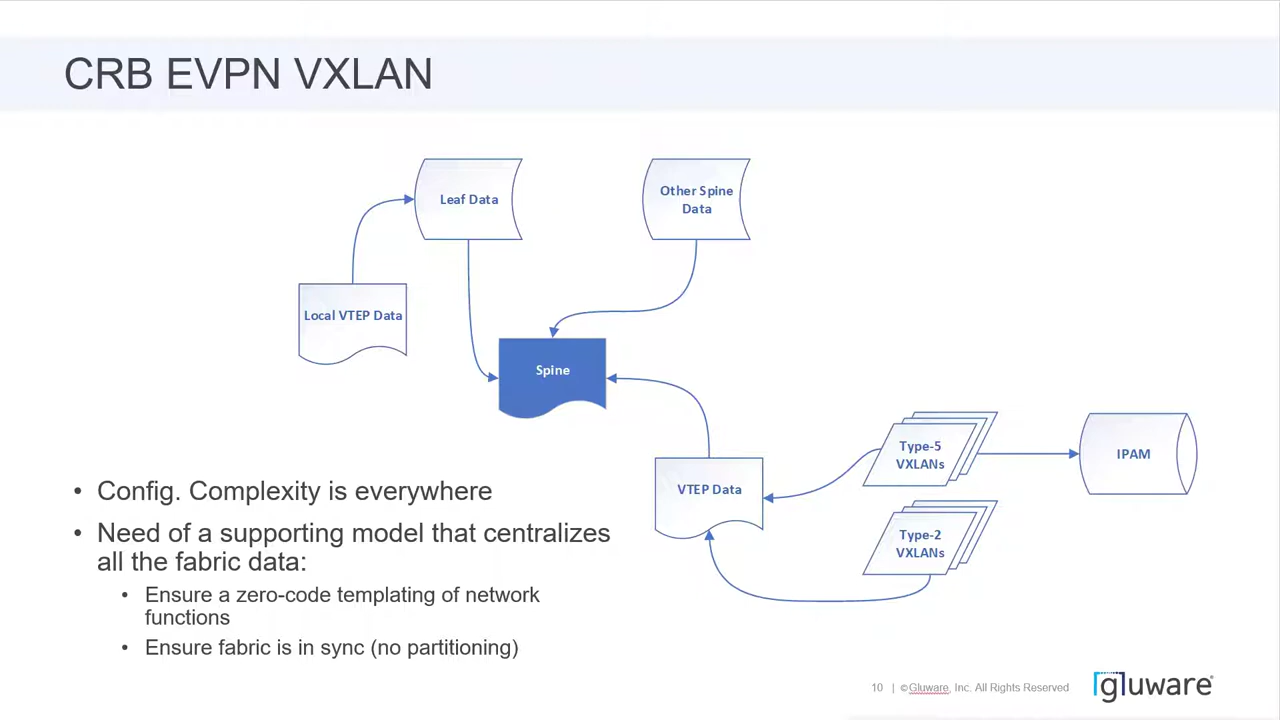 CRB EVPN VXLAN
Leaf Data
Other Spine
Data
Local VTEP Data
Spine
VTEP Data
Type-5
VXLANs
IPAM
Type-2
VXLANs
• Config. Complexity is everywhere
• Need of a supporting model that centralizes
all the fabric data:
• Ensure a zero-code templating of network
functions
• Ensure fabric is in sync (no partitioning)
10 | ©Gluware, Inc. All Rights Reserved
gluware